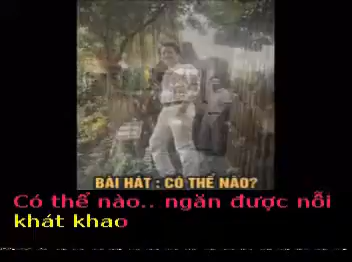 BÀI HÁT : CÓ THỂ NÀO?
Có thể nào.. ngăn được nỗi
khát khao